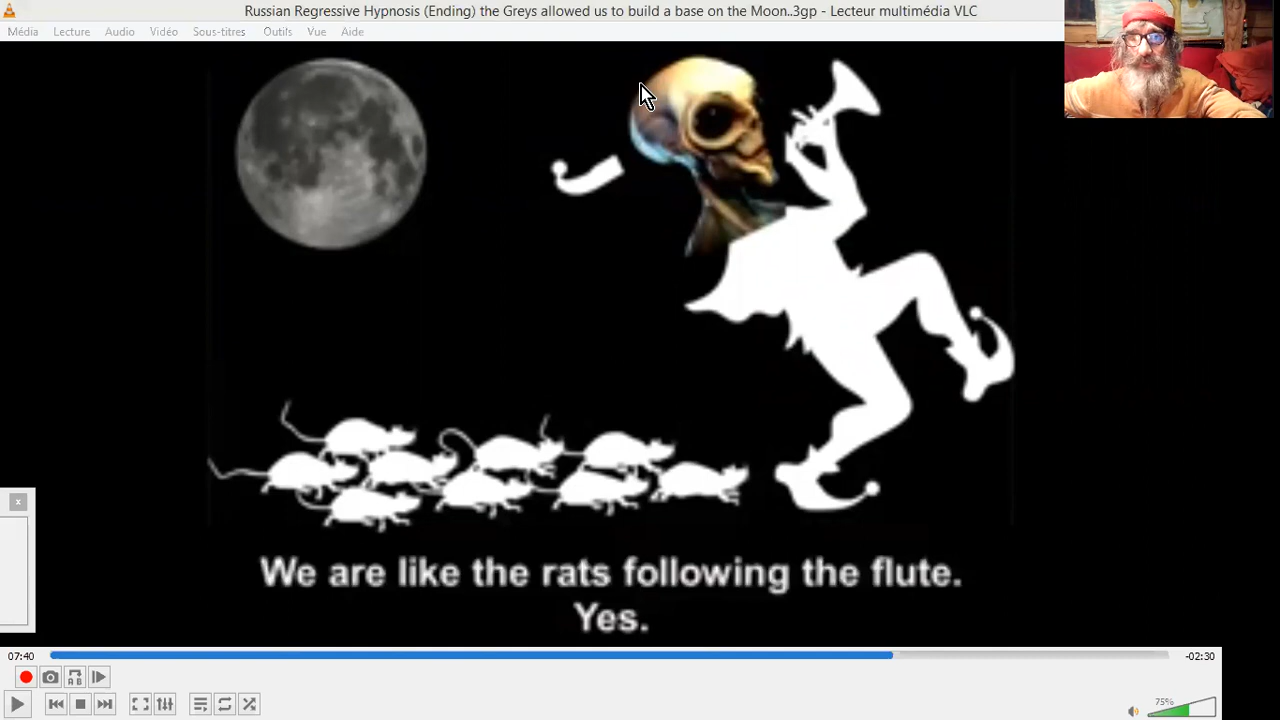 Russian Regressive Hypnosis (Ending) the Greys allowed us to build a base on the Moon..3gp - Lecteur multimédia VLC
Média Lecture Audio Vidéo Sous-titres Outils Vue Aide
We are like the rats following the flute.
Yes.
07:40
-02:30
75%